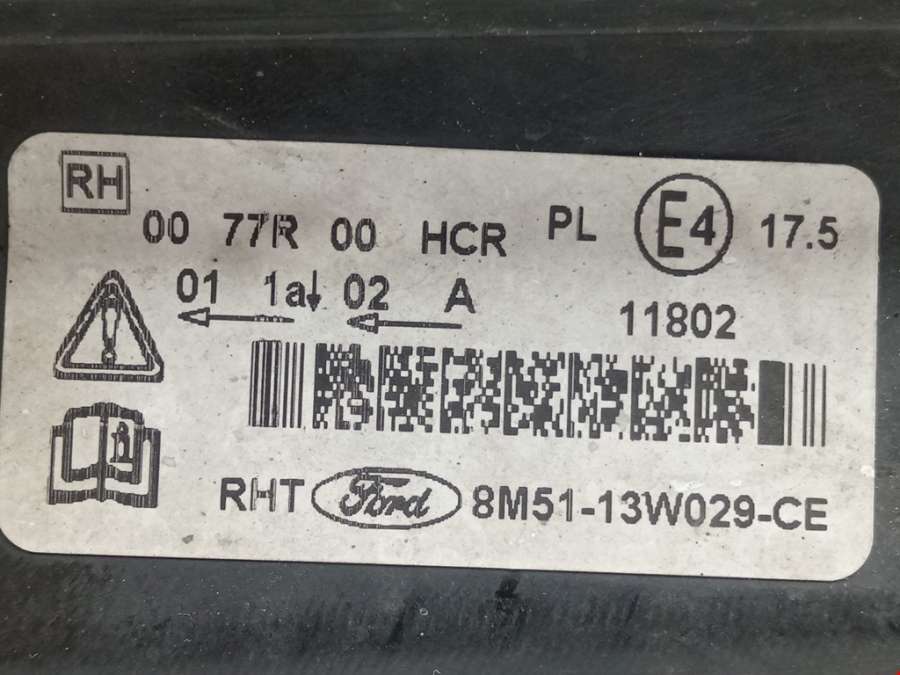 RH
00 77R 00 HCR PL E4 17.5
01 1a↓ 02 A
11802
RHT Ford 8M51-13W029-CE